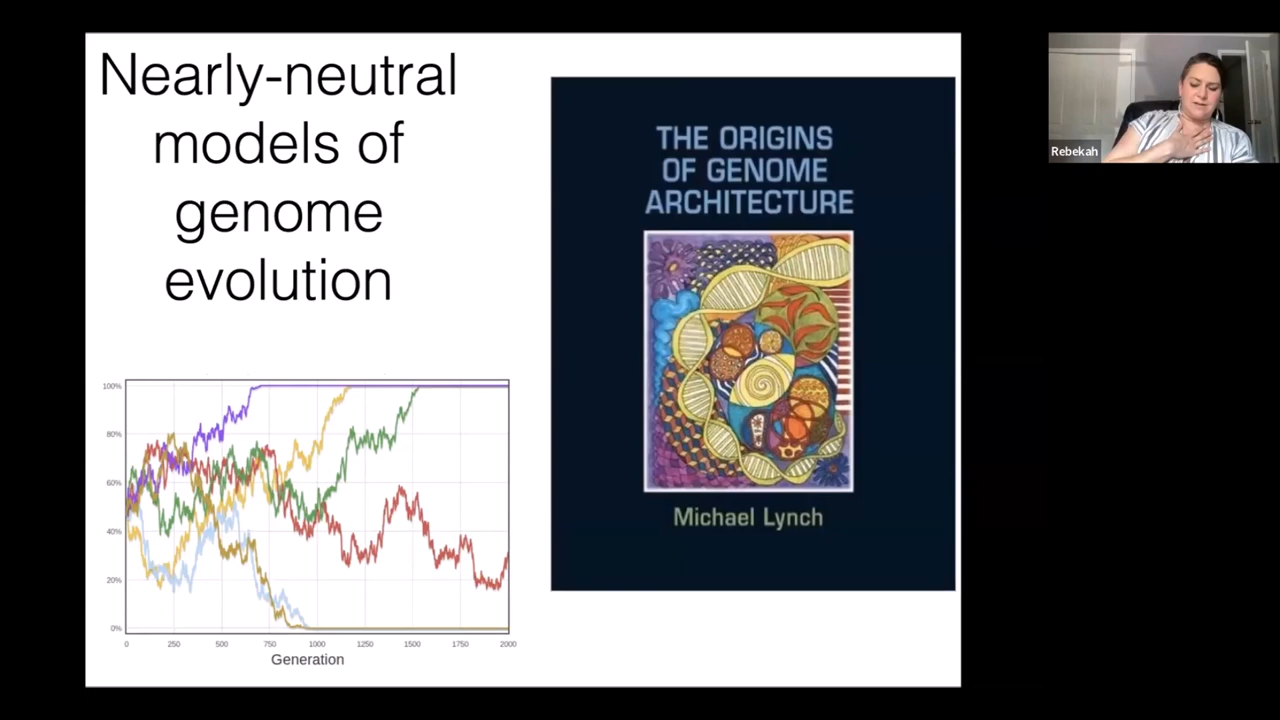 Nearly-neutral
models of
genome
evolution
100%
80%
60%
40%
20%
0%
0 250 500 750 1000 1250 1500 1750 2000
Generation
THE ORIGINS
OF GENOME
ARCHITECTURE
Michael Lynch
Rebekah